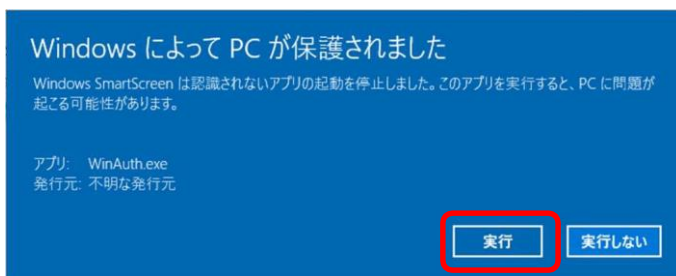 Windows によって PC が保護されました
Windows SmartScreen は認識されないアプリの起動を停止しました。このアプリを実行すると、PC に問題が
起こる可能性があります。
アプリ: WinAuth.exe
発行元: 不明な発行元
実行 実行しない